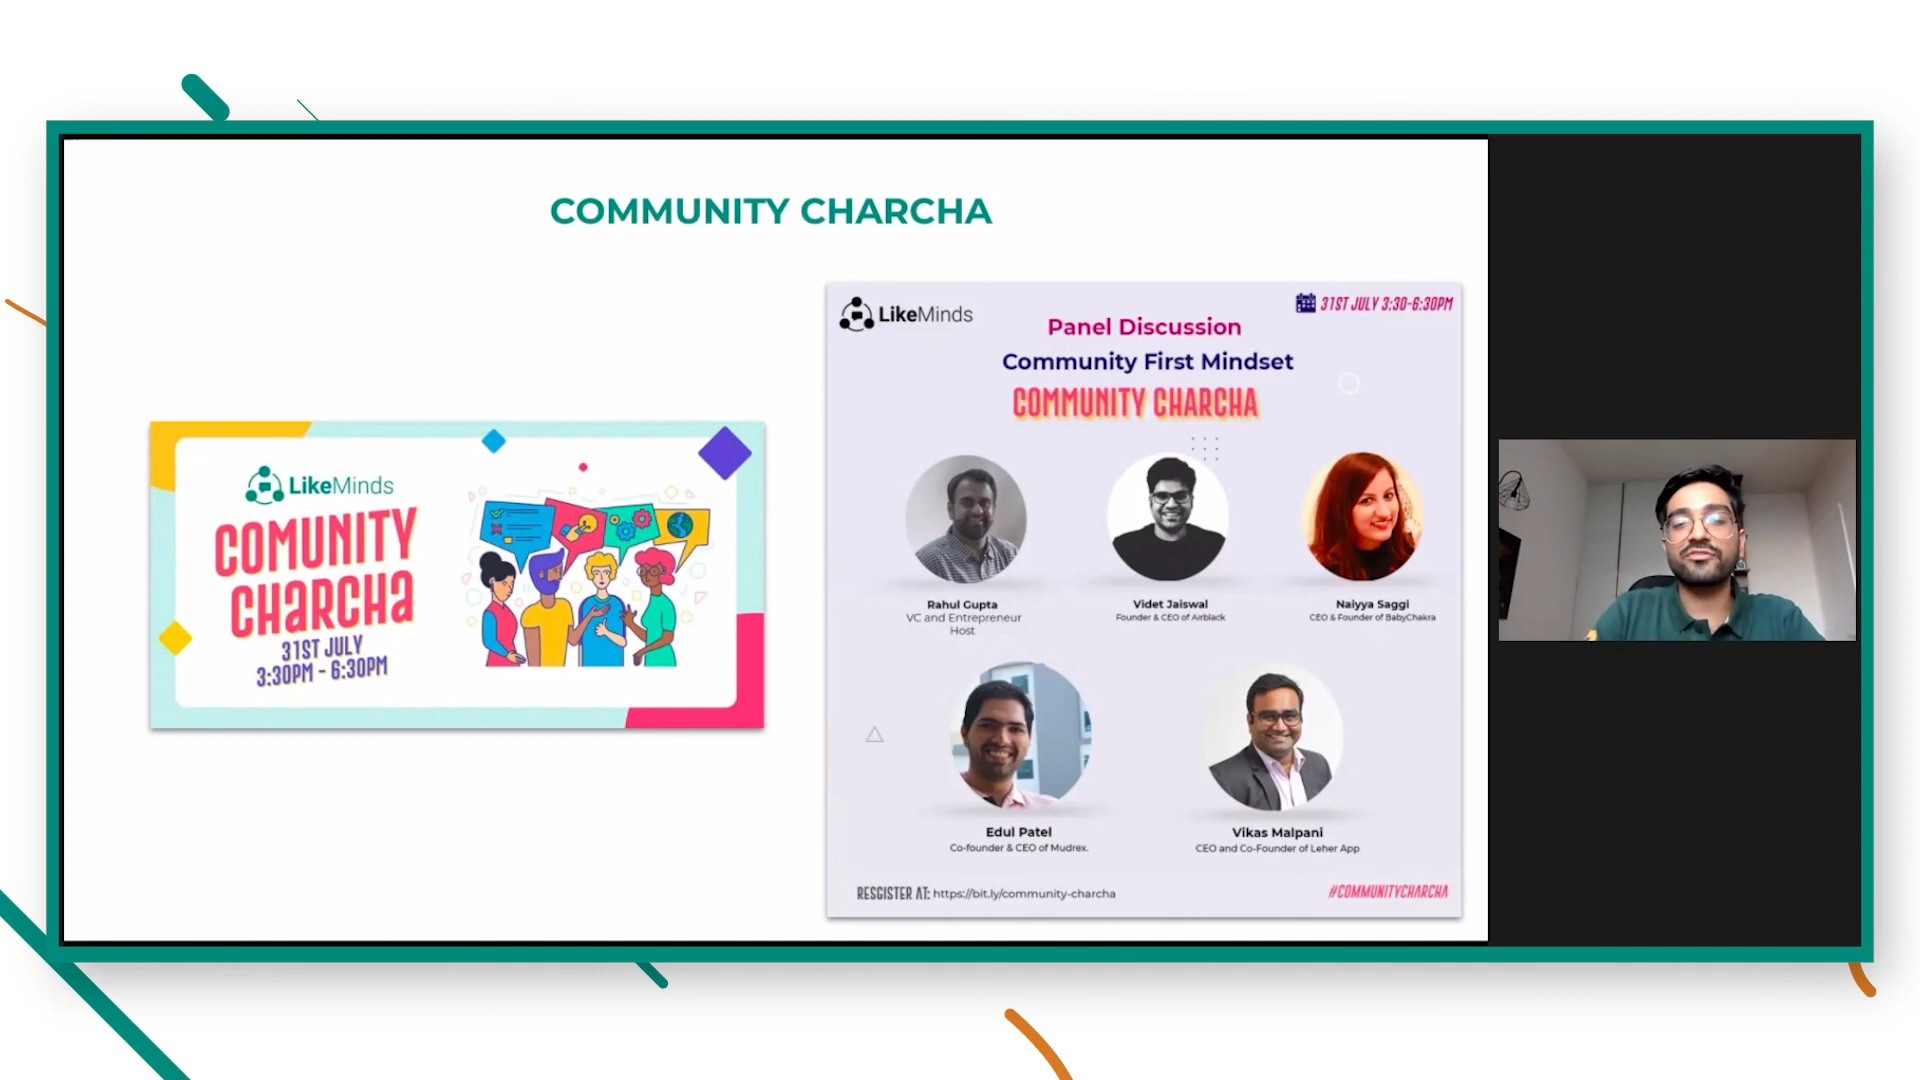 COMMUNITY CHARCHA
LikeMinds
COMUNITY
CHARCHA
31ST JULY
3:30PM - 6:30PM
LikeMinds
31ST JULY 3:30-6:30PM
Panel Discussion
Community First Mindset
COMMUNITY CHARCHA
Rahul Gupta
VC and Entrepreneur
Host
Videt Jaiswal
Founder & CEO of Airblack
Naiyya Saggi
CEO & Founder of BabyChakra
Edul Patel
Co-founder & CEO of Mudrex.
Vikas Malpani
CEO and Co-Founder of Leher App
RESGISTER AT: https://bit.ly/community-charcha
#COMMUNITYCHARCHA